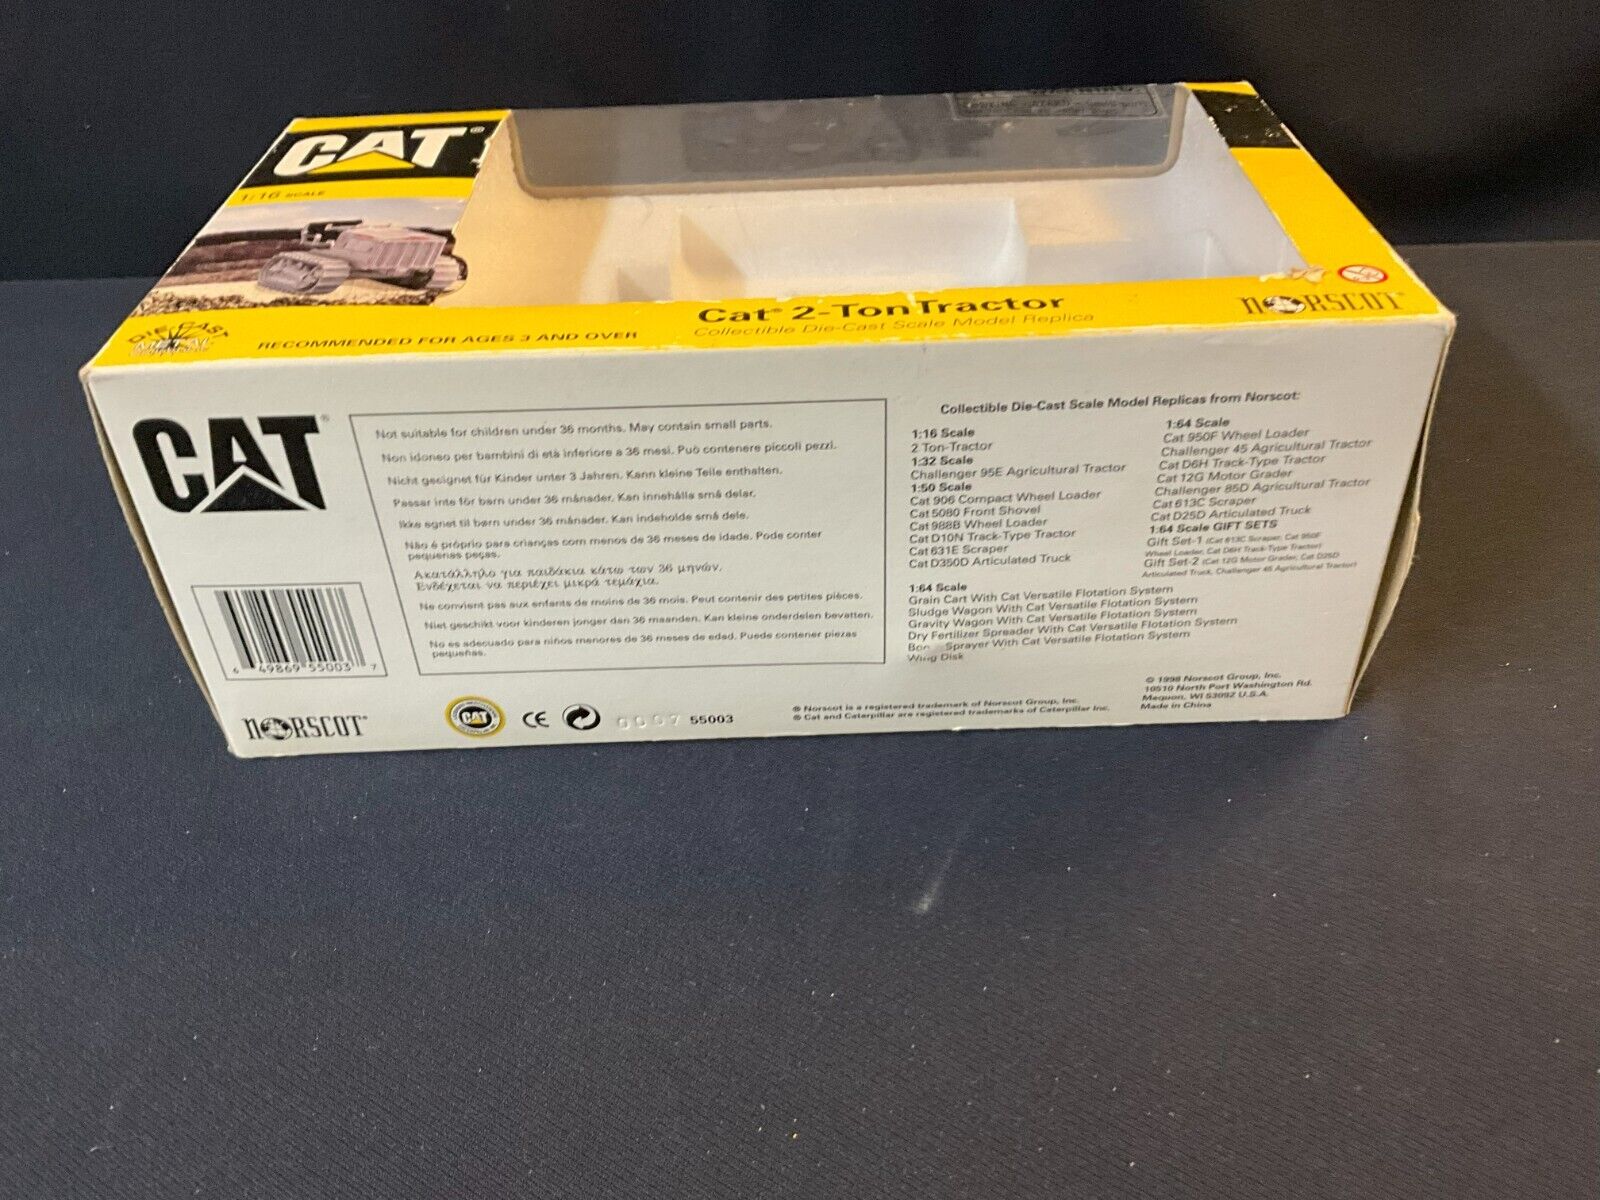 CAT®
1:16 SCALE
DIE CAST
METAL
RECOMMENDED FOR AGES 3 AND OVER
Cat® 2-Ton Tractor
Collectible Die-Cast Scale Model Replica
NORSCOT®
WARNING:
CAT®
Not suitable for children under 36 months. May contain small parts.
Non idoneo per bambini di età inferiore a 36 mesi. Può contenere piccoli pezzi.
Nicht gecignet für Kinder unter 3 Jahren. Kann kleine Teile enthalten.
Passar inte för barn under 36 månader. Kan innehålla små delar.
Ikke egnet til børn under 36 månader. Kan indeholde små dele.
Não é próprio para crianças com menos de 36 meses de idade. Pode conter
pequenas peças.
Ακατάλληλο για παιδάκια κάτω των 36 μηνών.
Ενδέχεται να περιέχει μικρά τεμάχια.
Ne convient pas aux enfants de moins de 36 mois. Peut contenir des petites pièces.
Niet geschikt voor kinderen jonger dan 36 maanden. Kan kleine onderdelen bevatten.
No es adecuado para niños menores de 36 meses de edad. Puede contener piezas
pequeñas.
6 49869 55003 7
NORSCOT®
CAT
CE
0007 55003
Collectible Die-Cast Scale Model Replicas from Norscot:
1:16 Scale
2 Ton-Tractor
1:32 Scale
Challenger 95E Agricultural Tractor
1:50 Scale
Cat 906 Compact Wheel Loader
Cat 5080 Front Shovel
Cat 988B Wheel Loader
Cat D10N Track-Type Tractor
Cat 631E Scraper
Cat D350D Articulated Truck
1:64 Scale
Cat 950F Wheel Loader
Challenger 45 Agricultural Tractor
Cat D6H Track-Type Tractor
Cat 12G Motor Grader
Challenger 85D Agricultural Tractor
Cat 613C Scraper
Cat D25D Articulated Truck
1:64 Scale GIFT SETS
Gift Set-1 (Cat 613C Scraper, Cat 950F
Wheel Loader, Cat D6H Track-Type Tractor)
Gift Set-2 (Cat 12G Motor Grader, Cat D25D
Articulated Truck, Challenger 45 Agricultural Tractor)
1:64 Scale
Grain Cart With Cat Versatile Flotation System
Sludge Wagon With Cat Versatile Flotation System
Gravity Wagon With Cat Versatile Flotation System
Dry Fertilizer Spreader With Cat Versatile Flotation System
Sprayer With Cat Versatile Flotation System
Wing Disk
® Norscot is a registered trademark of Norscot Group, Inc.
® Cat and Caterpillar are registered trademarks of Caterpillar Inc.
© 1998 Norscot Group, Inc.
10510 North Port Washington Rd.
Mequon, WI 53092 U.S.A.
Made in China